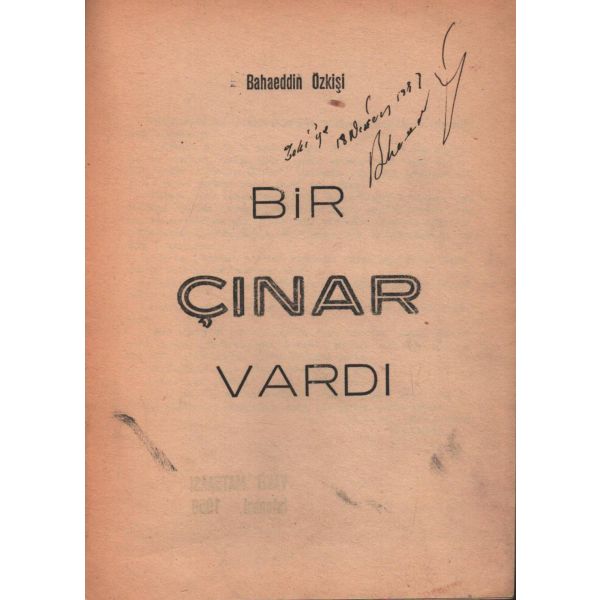 Bahaeddin Özkişi
Zeki'ye
BİR
ÇINAR
VARDI